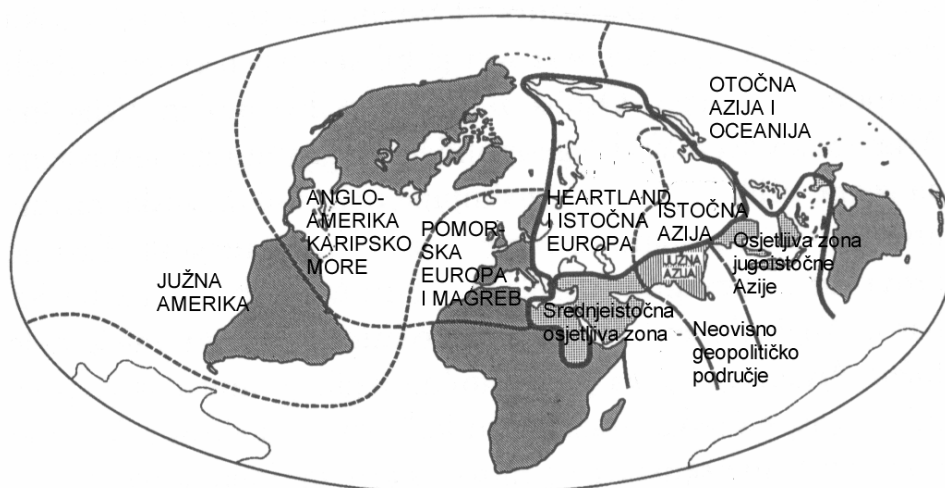 OTOČNA
AZIJA I
OCEANIJA
ANGLO-
AMERIKA
KARIPSKO
MORE
POMOR-
SKA
EUROPA
I MAGREB
HEARTLAND
I ISTOČNA
EUROPA
ISTOČNA
AZIJA
JUŽNA
AZIJA
Osjetljiva zona
jugoistočne
Azije
JUŽNA
AMERIKA
Srednjeistočna
osjetljiva zona
Neovisno
geopolitičko
područje